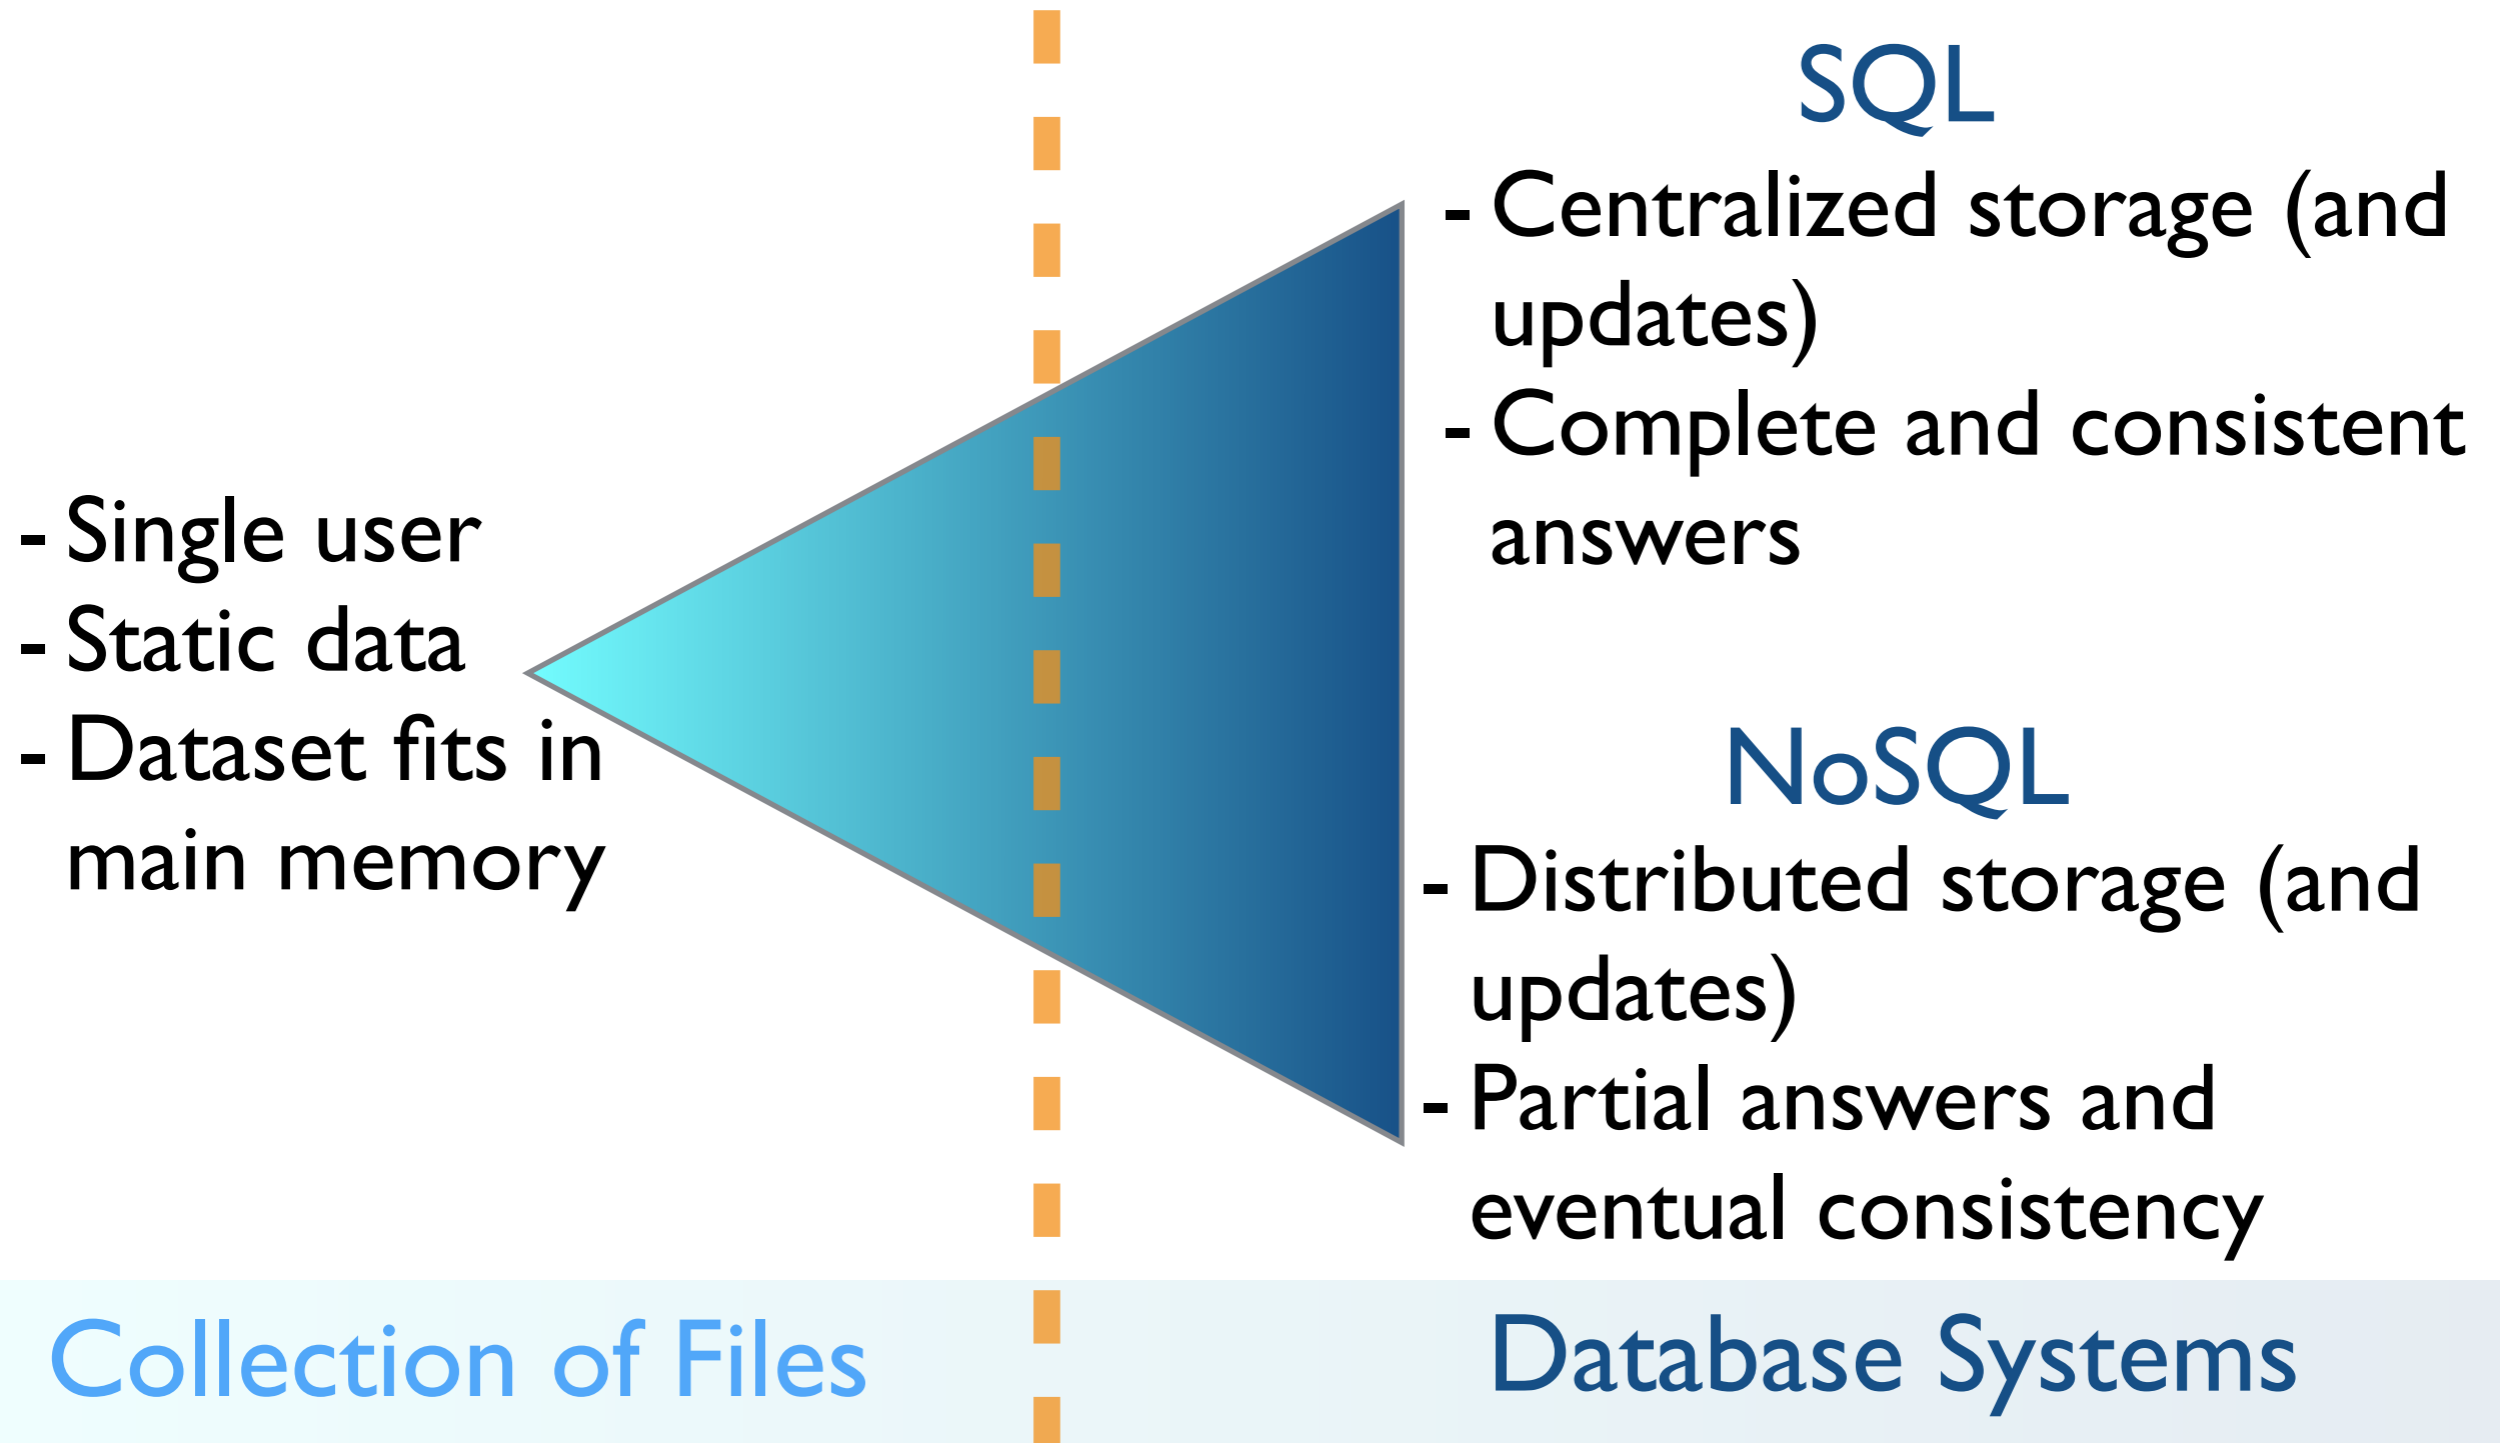 - Single user
- Static data
- Dataset fits in
main memory
SQL
- Centralized storage (and
updates)
- Complete and consistent
answers
NoSQL
- Distributed storage (and
updates)
- Partial answers and
eventual consistency
Collection of Files
Database Systems